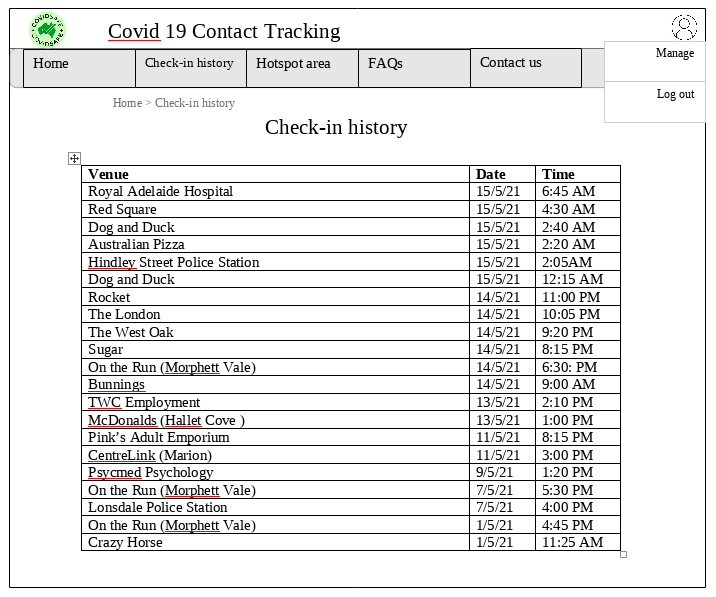 COVIDSAFE
COVIDSAFE
Covid 19 Contact Tracking
Manage
Home Check-in history Hotspot area FAQs Contact us
Log out
Home > Check-in history
Check-in history
Venue Date Time
Royal Adelaide Hospital 15/5/21 6:45 AM
Red Square 15/5/21 4:30 AM
Dog and Duck 15/5/21 2:40 AM
Australian Pizza 15/5/21 2:20 AM
Hindley Street Police Station 15/5/21 2:05AM
Dog and Duck 15/5/21 12:15 AM
Rocket 14/5/21 11:00 PM
The London 14/5/21 10:05 PM
The West Oak 14/5/21 9:20 PM
Sugar 14/5/21 8:15 PM
On the Run (Morphett Vale) 14/5/21 6:30: PM
Bunnings 14/5/21 9:00 AM
TWC Employment 13/5/21 2:10 PM
McDonalds (Hallet Cove ) 13/5/21 1:00 PM
Pink’s Adult Emporium 11/5/21 8:15 PM
CentreLink (Marion) 11/5/21 3:00 PM
Psycmed Psychology 9/5/21 1:20 PM
On the Run (Morphett Vale) 7/5/21 5:30 PM
Lonsdale Police Station 7/5/21 4:00 PM
On the Run (Morphett Vale) 1/5/21 4:45 PM
Crazy Horse 1/5/21 11:25 AM